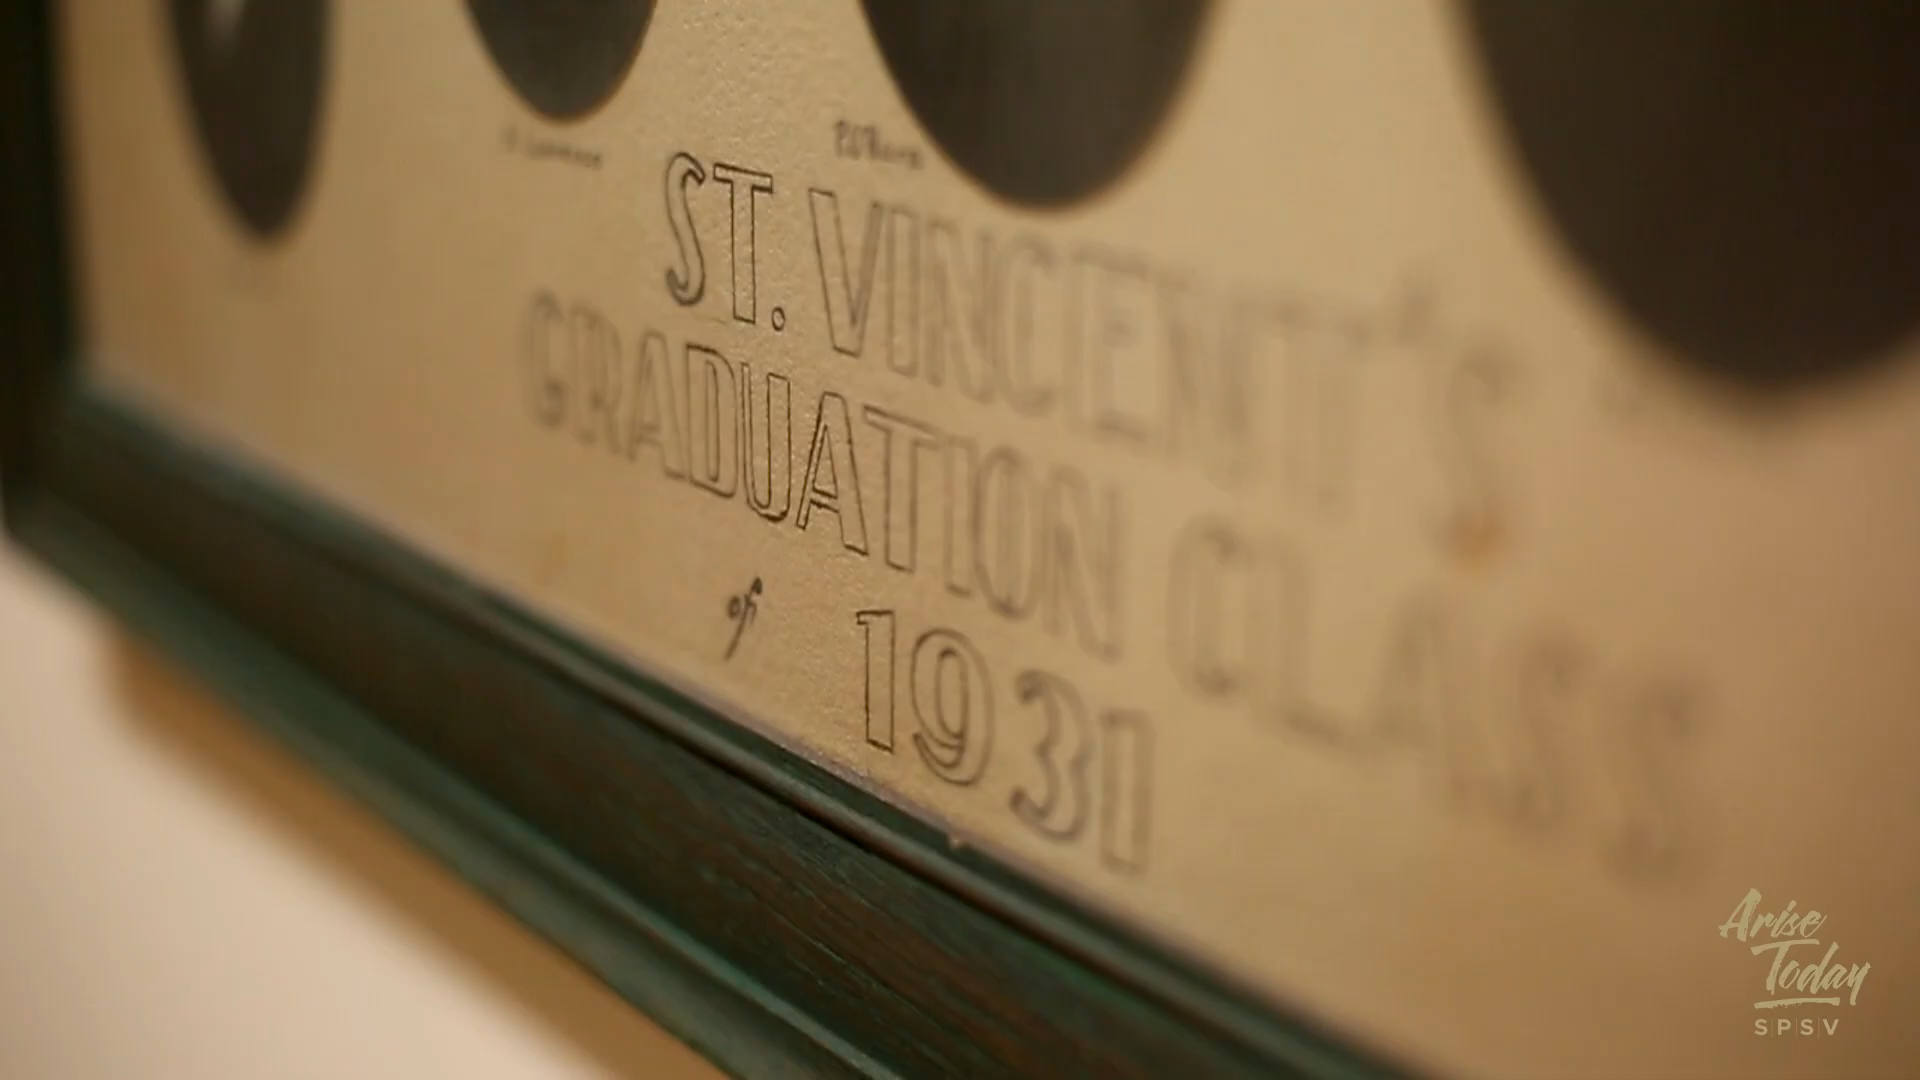 ST. VINCENT'S
GRADUATION CLASS
of 1931
Arise
Today
SPSV